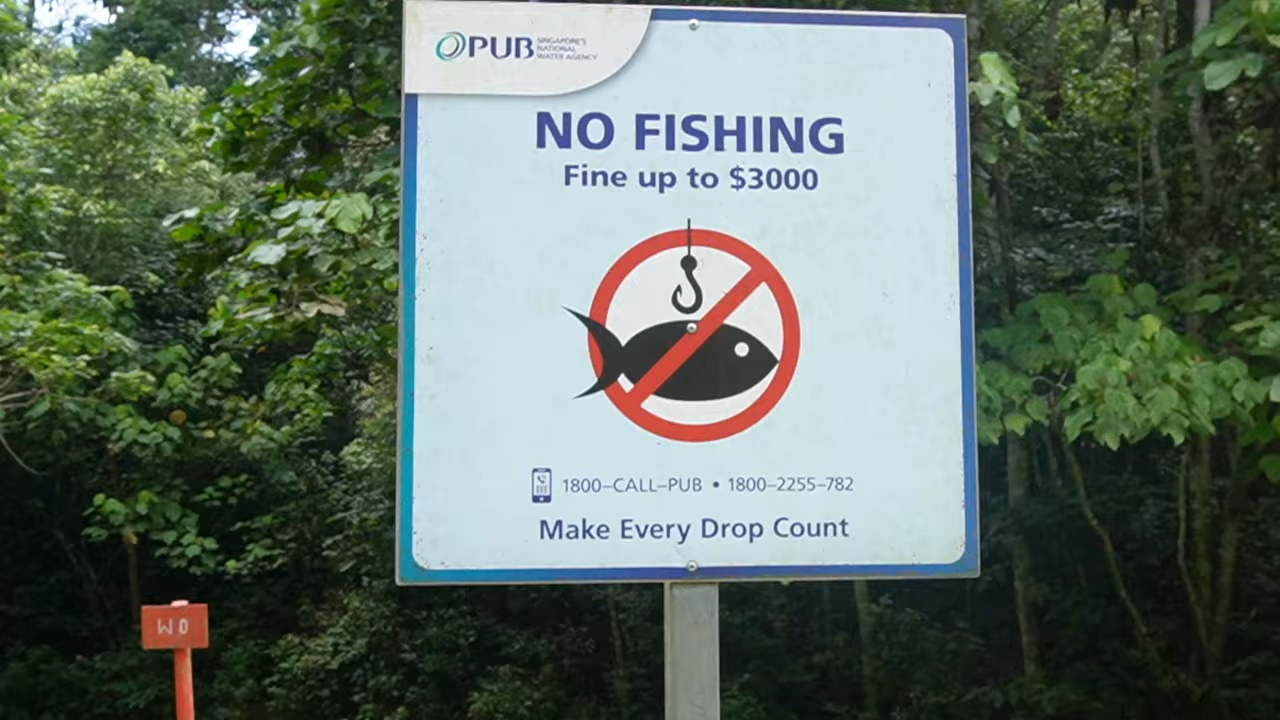 PUB SINGAPORE'S
NATIONAL
WATER AGENCY
NO FISHING
Fine up to $3000
1800–CALL–PUB • 1800–2255–782
Make Every Drop Count
W O